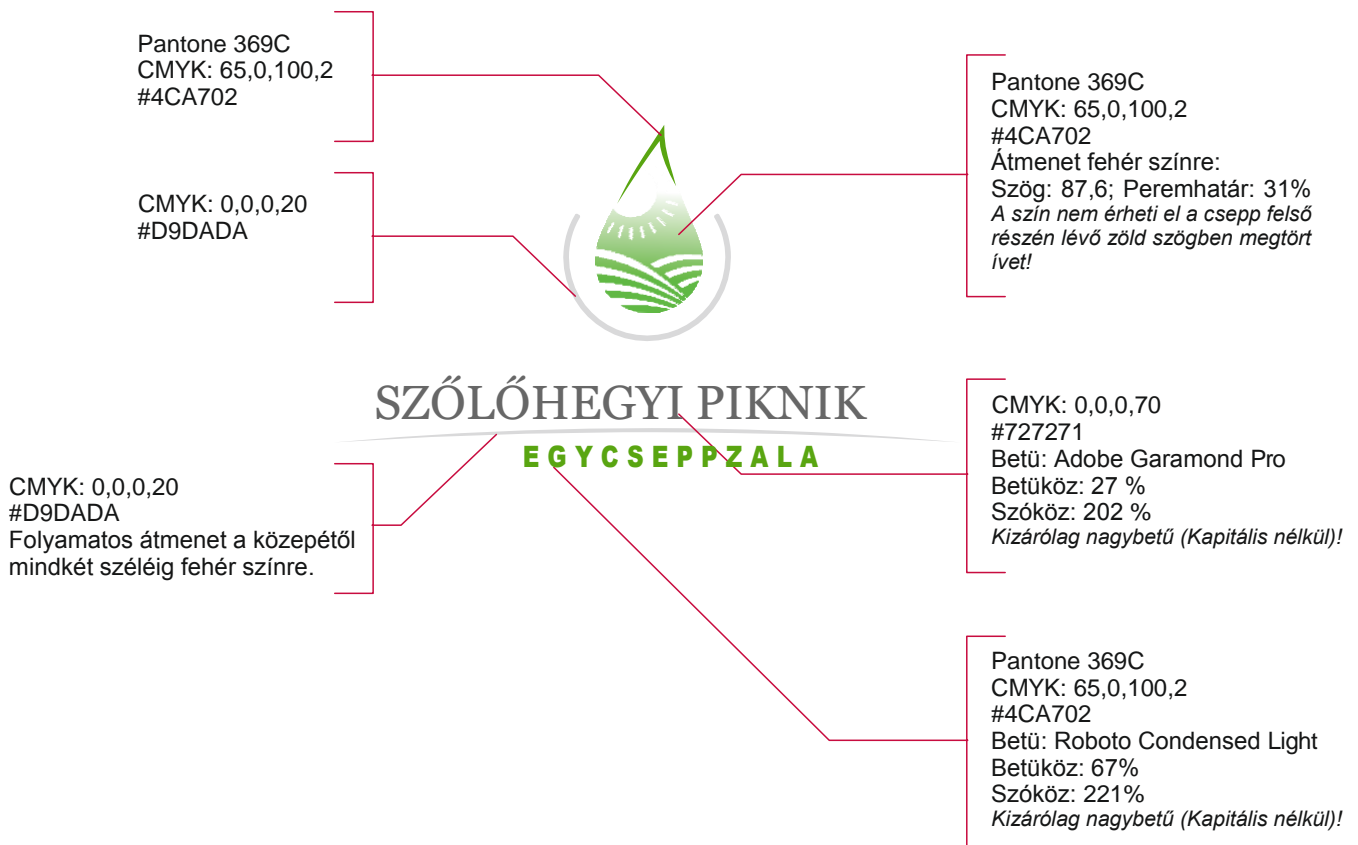 Pantone 369C
CMYK: 65,0,100,2
#4CA702
CMYK: 0,0,0,20
#D9DADA
Pantone 369C
CMYK: 65,0,100,2
#4CA702
Átmenet fehér színre:
Szög: 87,6; Peremhatár: 31%
A szín nem érheti el a csepp felső
részén lévő zöld szögben megtört
ívet!
SZŐLŐHEGYI PIKNIK
EGYCSEPPZALA
CMYK: 0,0,0,20
#D9DADA
Folyamatos átmenet a közepétől
mindkét széléig fehér színre.
CMYK: 0,0,0,70
#727271
Betü: Adobe Garamond Pro
Betüköz: 27 %
Szóköz: 202 %
Kizárólag nagybetű (Kapitális nélkül)!
Pantone 369C
CMYK: 65,0,100,2
#4CA702
Betü: Roboto Condensed Light
Betüköz: 67%
Szóköz: 221%
Kizárólag nagybetű (Kapitális nélkül)!